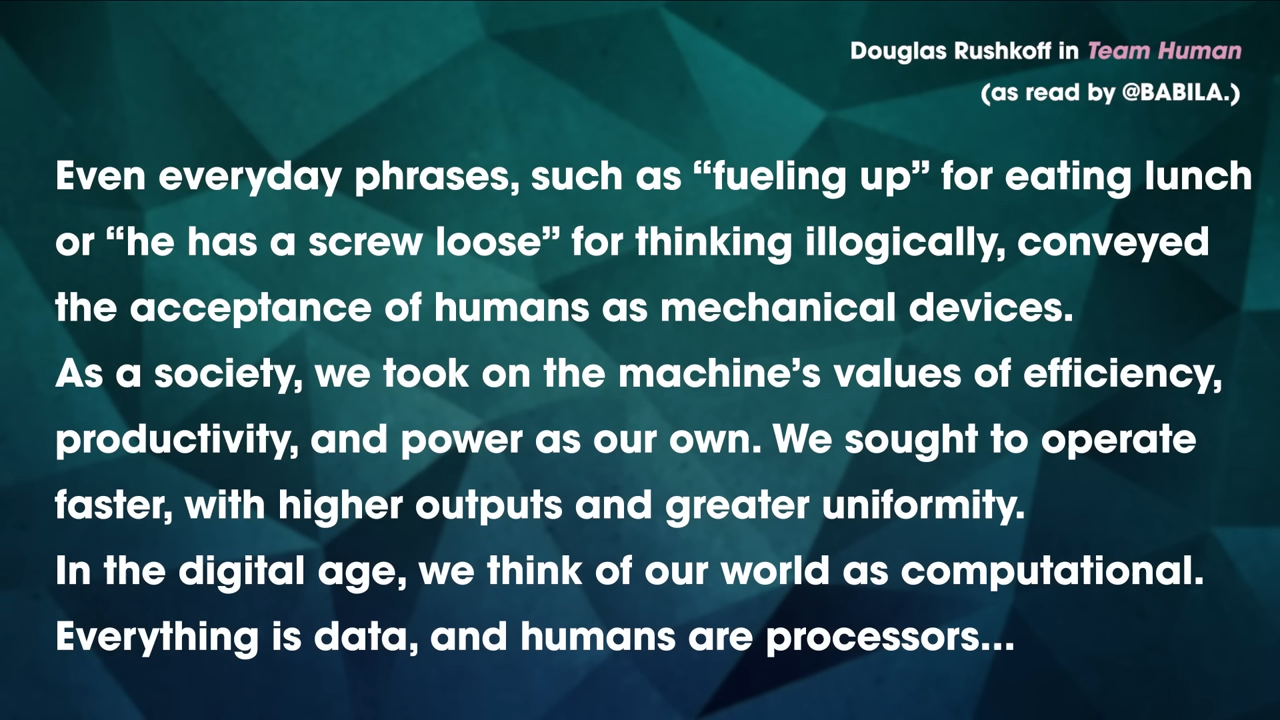 Douglas Rushkoff in Team Human
(as read by @BABILA.)
Even everyday phrases, such as “fueling up” for eating lunch
or “he has a screw loose” for thinking illogically, conveyed
the acceptance of humans as mechanical devices.
As a society, we took on the machine’s values of efficiency,
productivity, and power as our own. We sought to operate
faster, with higher outputs and greater uniformity.
In the digital age, we think of our world as computational.
Everything is data, and humans are processors...